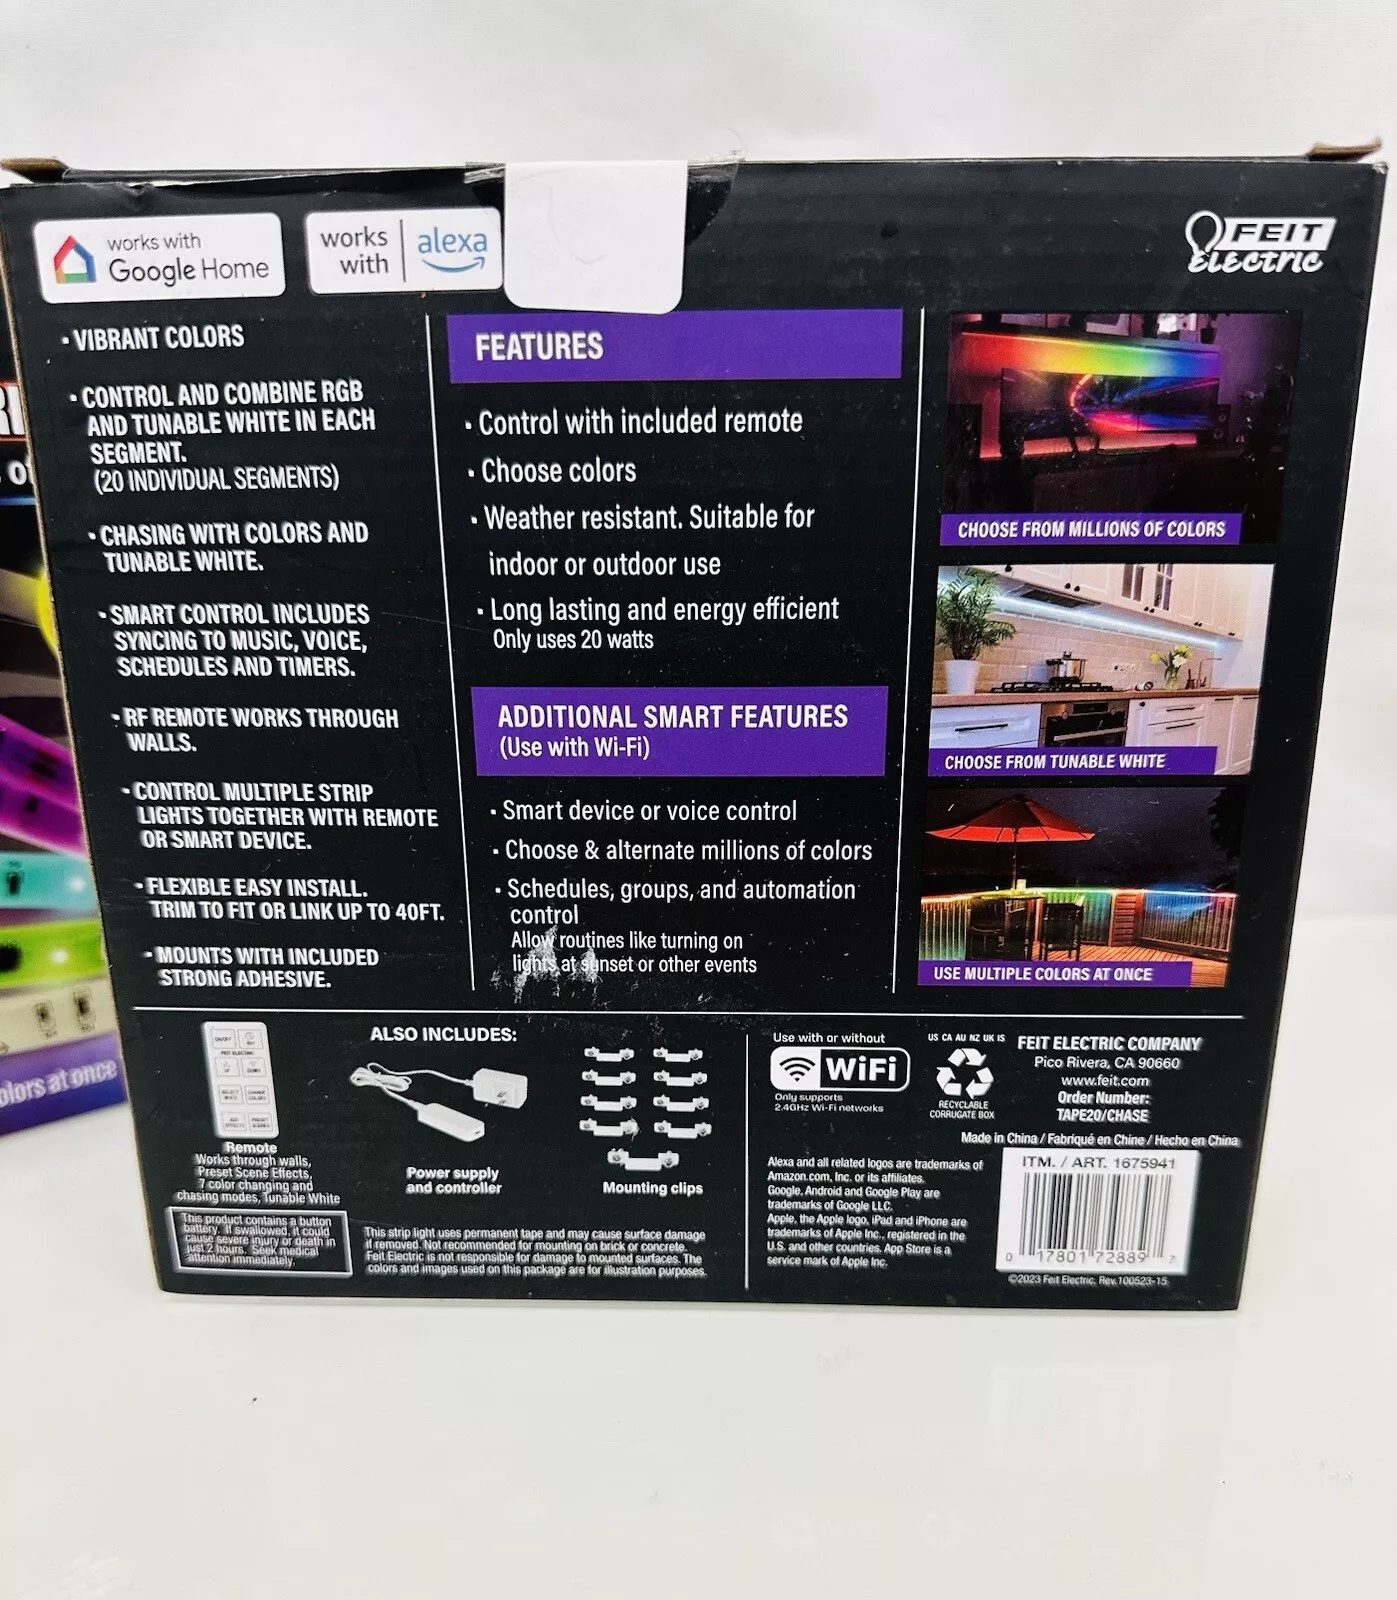 works with
Google Home
works with
alexa
FEIT
Electric
• VIBRANT COLORS
• CONTROL AND COMBINE RGB
AND TUNABLE WHITE IN EACH
SEGMENT.
(20 INDIVIDUAL SEGMENTS)
• CHASING WITH COLORS AND
TUNABLE WHITE.
• SMART CONTROL INCLUDES
SYNCING TO MUSIC, VOICE,
SCHEDULES AND TIMERS.
• RF REMOTE WORKS THROUGH
WALLS.
• CONTROL MULTIPLE STRIP
LIGHTS TOGETHER WITH REMOTE
OR SMART DEVICE.
• FLEXIBLE EASY INSTALL.
TRIM TO FIT OR LINK UP TO 40FT.
• MOUNTS WITH INCLUDED
STRONG ADHESIVE.
FEATURES
• Control with included remote
• Choose colors
• Weather resistant. Suitable for
indoor or outdoor use
• Long lasting and energy efficient
Only uses 20 watts
ADDITIONAL SMART FEATURES
(Use with Wi-Fi)
• Smart device or voice control
• Choose & alternate millions of colors
• Schedules, groups, and automation
control
Allow routines like turning on
lights at sunset or other events
CHOOSE FROM MILLIONS OF COLORS
CHOOSE FROM TUNABLE WHITE
USE MULTIPLE COLORS AT ONCE
olors at once
ON/OFF
FEIT ELECTRIC
Remote
Works through walls,
Preset Scene Effects,
7 color changing and
chasing modes, Tunable White
This product contains a button
battery. If swallowed, it could
cause severe injury or death in
just 2 hours. Seek medical
attention immediately.
ALSO INCLUDES:
Power supply
and controller
Mounting clips
This strip light uses permanent tape and may cause surface damage
if removed. Not recommended for mounting on brick or concrete.
Feit Electric is not responsible for damage to mounted surfaces. The
colors and images used on this package are for illustration purposes.
Use with or without
WiFi
Only supports
2.4GHz Wi-Fi networks
US CA AU NZ UK IS
RECYCLABLE
CORRUGATE BOX
FEIT ELECTRIC COMPANY
Pico Rivera, CA 90660
www.feit.com
Order Number:
TAPE20/CHASE
Made in China / Fabriqué en Chine / Hecho en China
Alexa and all related logos are trademarks of
Amazon.com, Inc. or its affiliates.
Google, Android and Google Play are
trademarks of Google LLC.
Apple, the Apple logo, iPad and iPhone are
trademarks of Apple Inc., registered in the
U.S. and other countries. App Store is a
service mark of Apple Inc.
ITM. / ART. 1675941
0 17801 72889 7
©2023 Feit Electric. Rev.100523-15